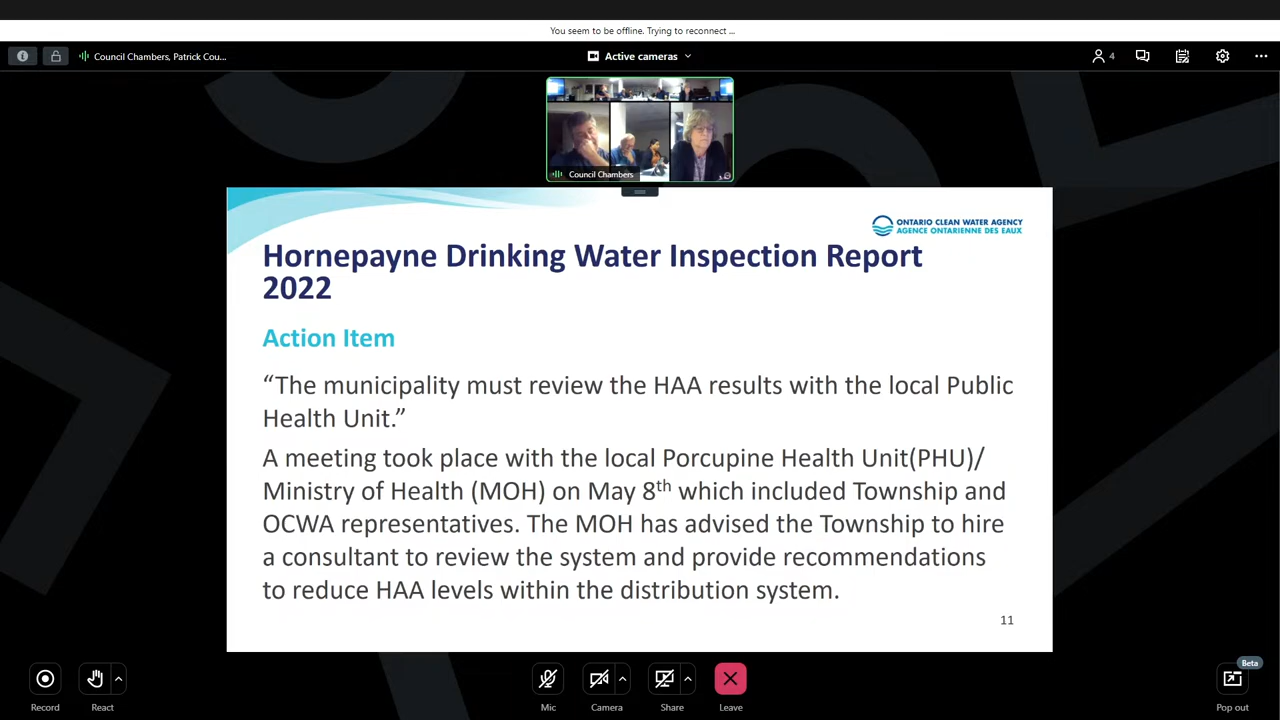 You seem to be offline. Trying to reconnect ...
Council Chambers, Patrick Cou...
Active cameras
4
Council Chambers
ONTARIO CLEAN WATER AGENCY
AGENCE ONTARIENNE DES EAUX
Hornepayne Drinking Water Inspection Report
2022
Action Item
“The municipality must review the HAA results with the local Public
Health Unit.”
A meeting took place with the local Porcupine Health Unit(PHU)/
Ministry of Health (MOH) on May 8th which included Township and
OCWA representatives. The MOH has advised the Township to hire
a consultant to review the system and provide recommendations
to reduce HAA levels within the distribution system.
11
Beta
Record
React
Mic
Camera
Share
Leave
Pop out